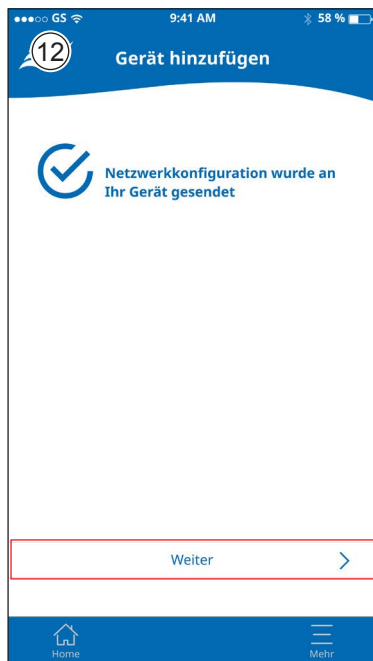 GS 9:41 AM 58 %
12
Gerät hinzufügen
Netzwerkkonfiguration wurde an
Ihr Gerät gesendet
Weiter
Home Mehr